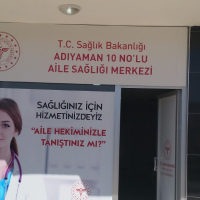 T.C. Sağlık Bakanlığı
ADIYAMAN 10 NO'LU
AİLE SAĞLIĞI MERKEZİ
SAĞLIĞINIZ İÇİN
HİZMETİNİZDEYİZ
"AİLE HEKİMİNİZLE
TANIŞTINIZ MI?"